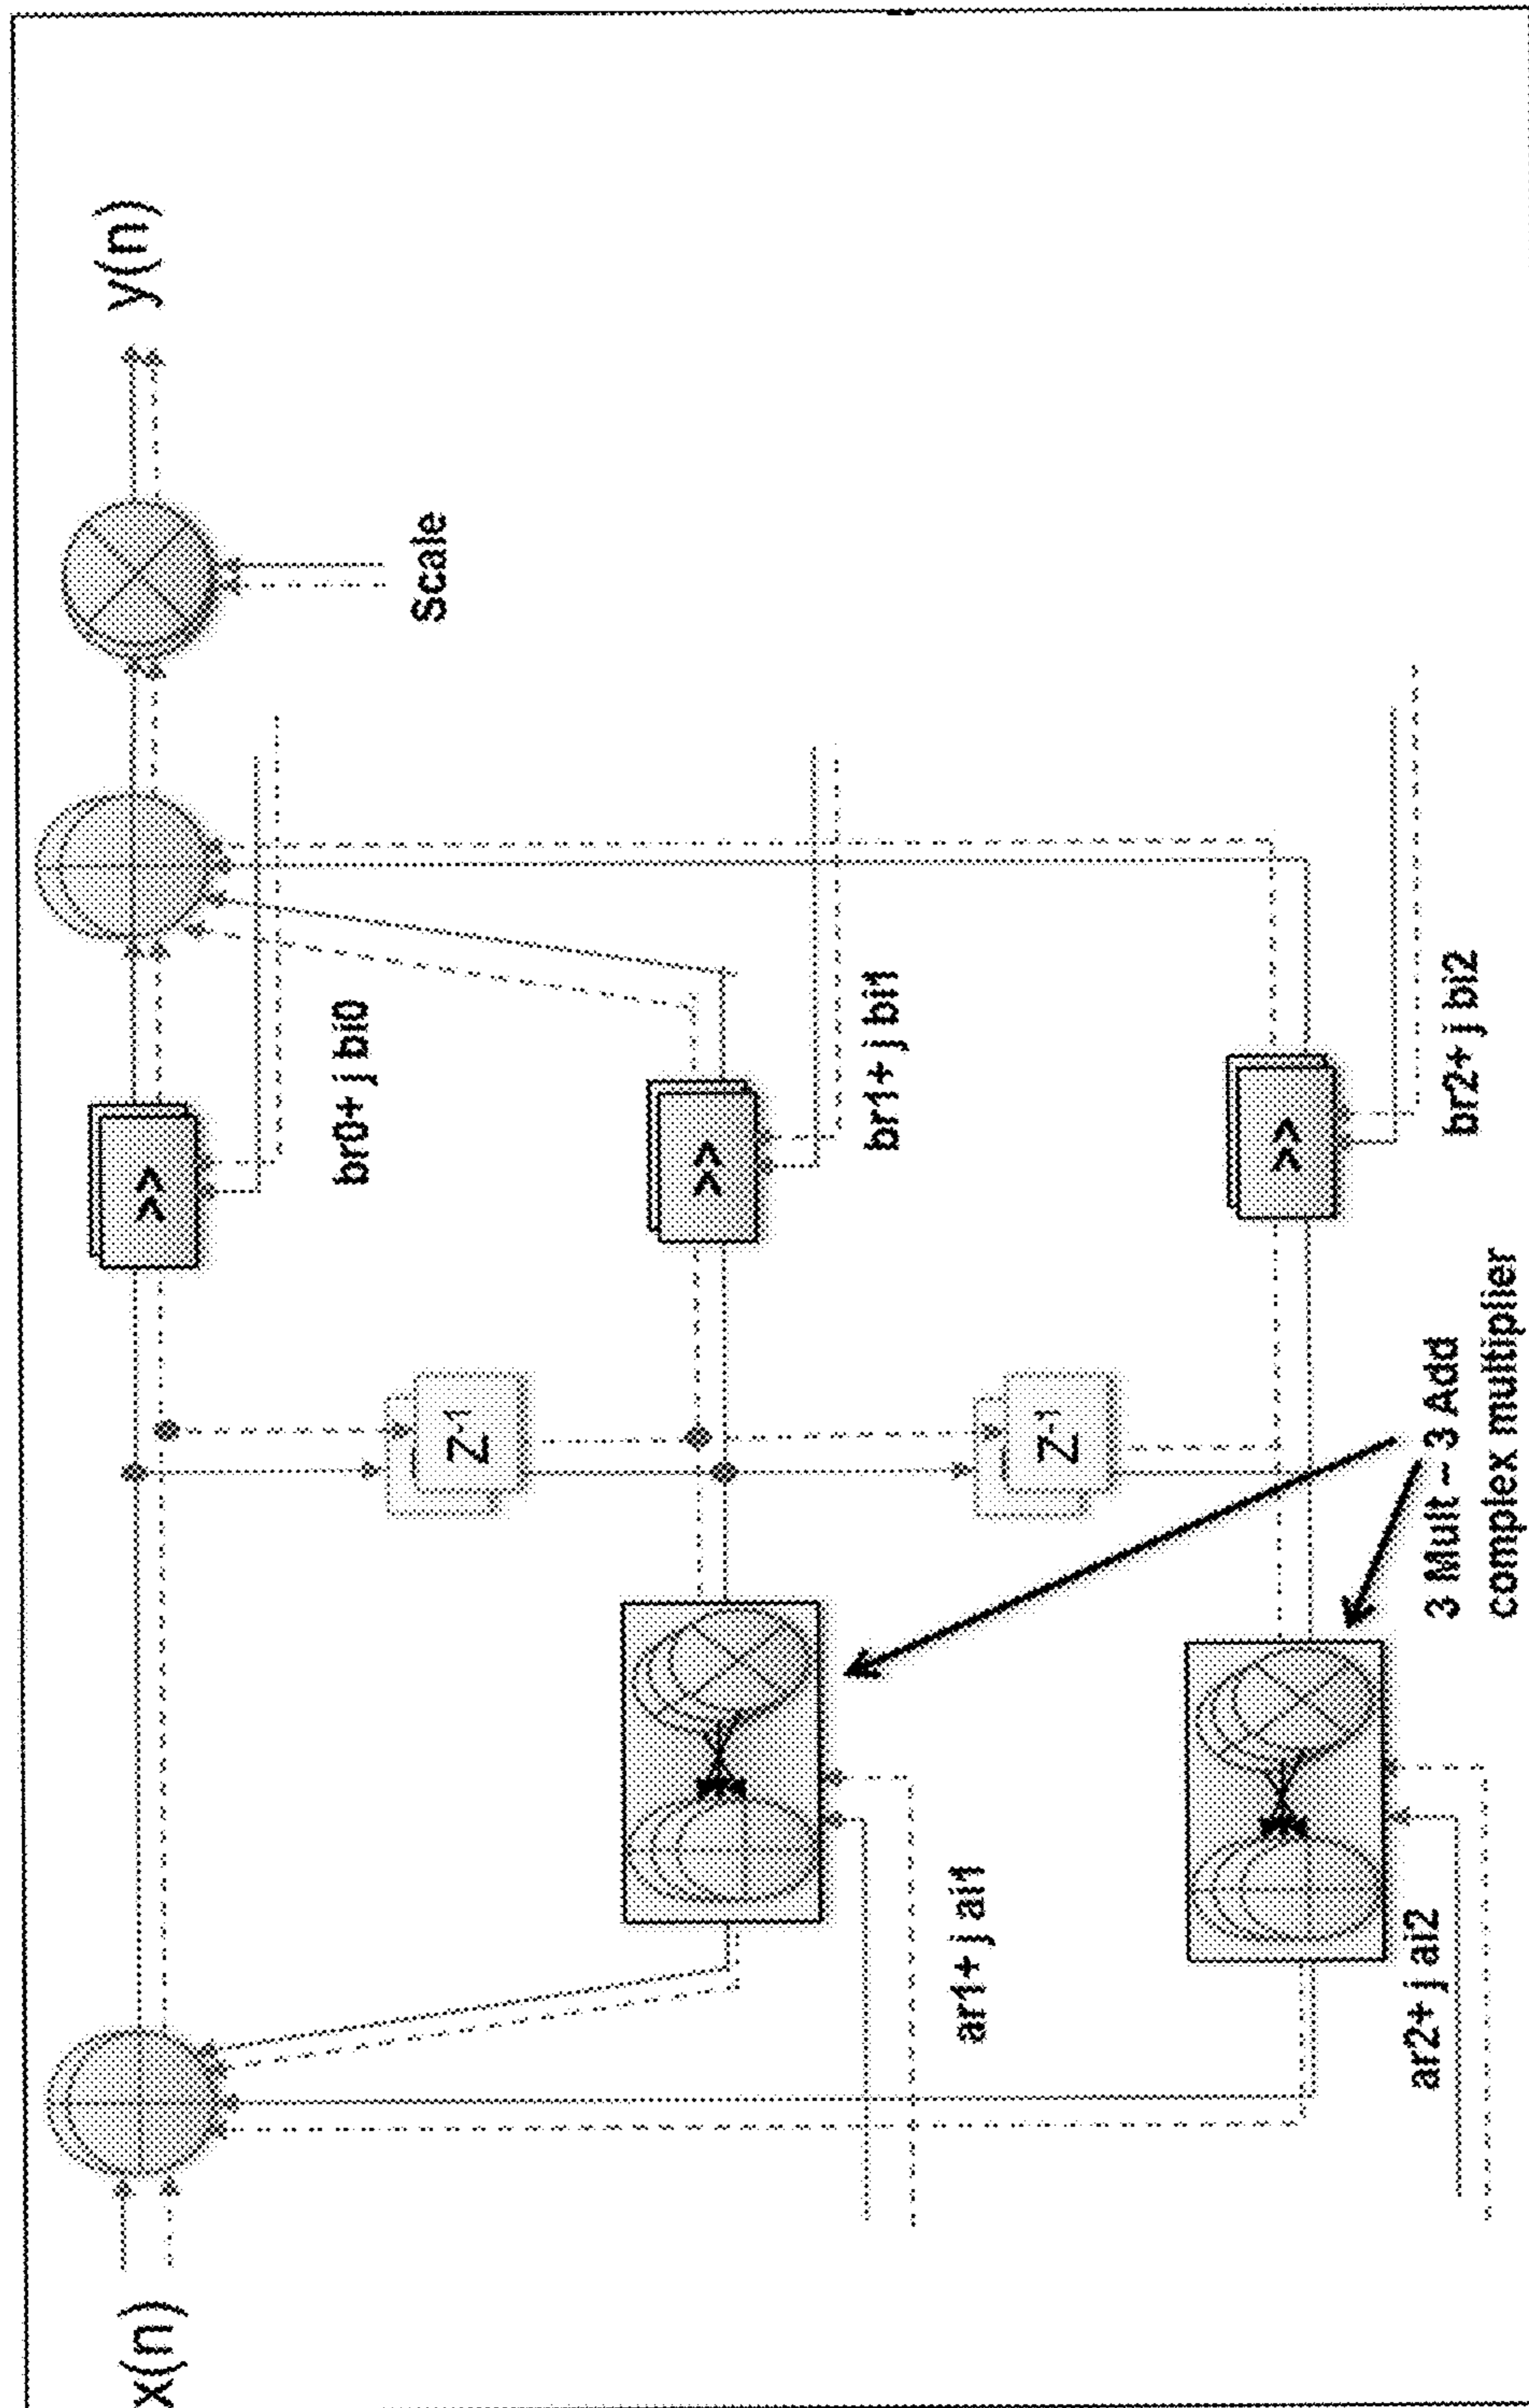 x(n)
y(n)
<<
br0+ j bi0
Scale
Z-1
ar1+ j ai1
<<
br1+ j bi1
Z-1
ar2+ j ai2
<<
br2+ j bi2
3 Mult – 3 Add
complex multiplier